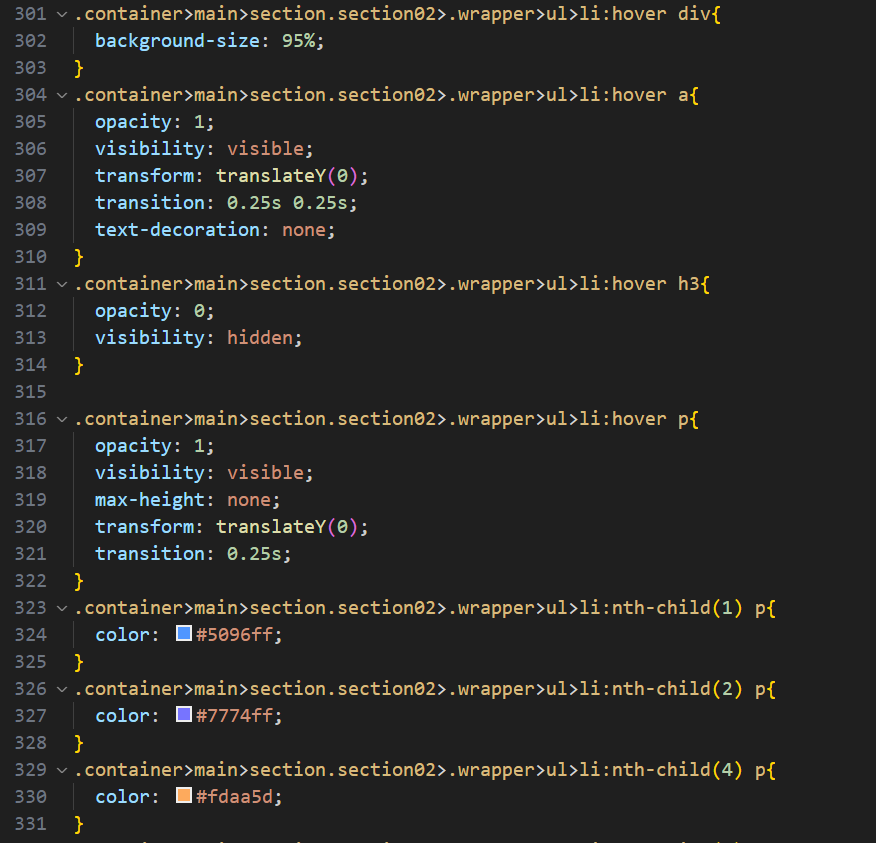 301 .container>main>section.section02>.wrapper>ul>li:hover div{
302 background-size: 95%;
303 }
304 .container>main>section.section02>.wrapper>ul>li:hover a{
305 opacity: 1;
306 visibility: visible;
307 transform: translateY(0);
308 transition: 0.25s 0.25s;
309 text-decoration: none;
310 }
311 .container>main>section.section02>.wrapper>ul>li:hover h3{
312 opacity: 0;
313 visibility: hidden;
314 }
315
316 .container>main>section.section02>.wrapper>ul>li:hover p{
317 opacity: 1;
318 visibility: visible;
319 max-height: none;
320 transform: translateY(0);
321 transition: 0.25s;
322 }
323 .container>main>section.section02>.wrapper>ul>li:nth-child(1) p{
324 color: #5096ff;
325 }
326 .container>main>section.section02>.wrapper>ul>li:nth-child(2) p{
327 color: #7774ff;
328 }
329 .container>main>section.section02>.wrapper>ul>li:nth-child(4) p{
330 color: #fdaa5d;
331 }